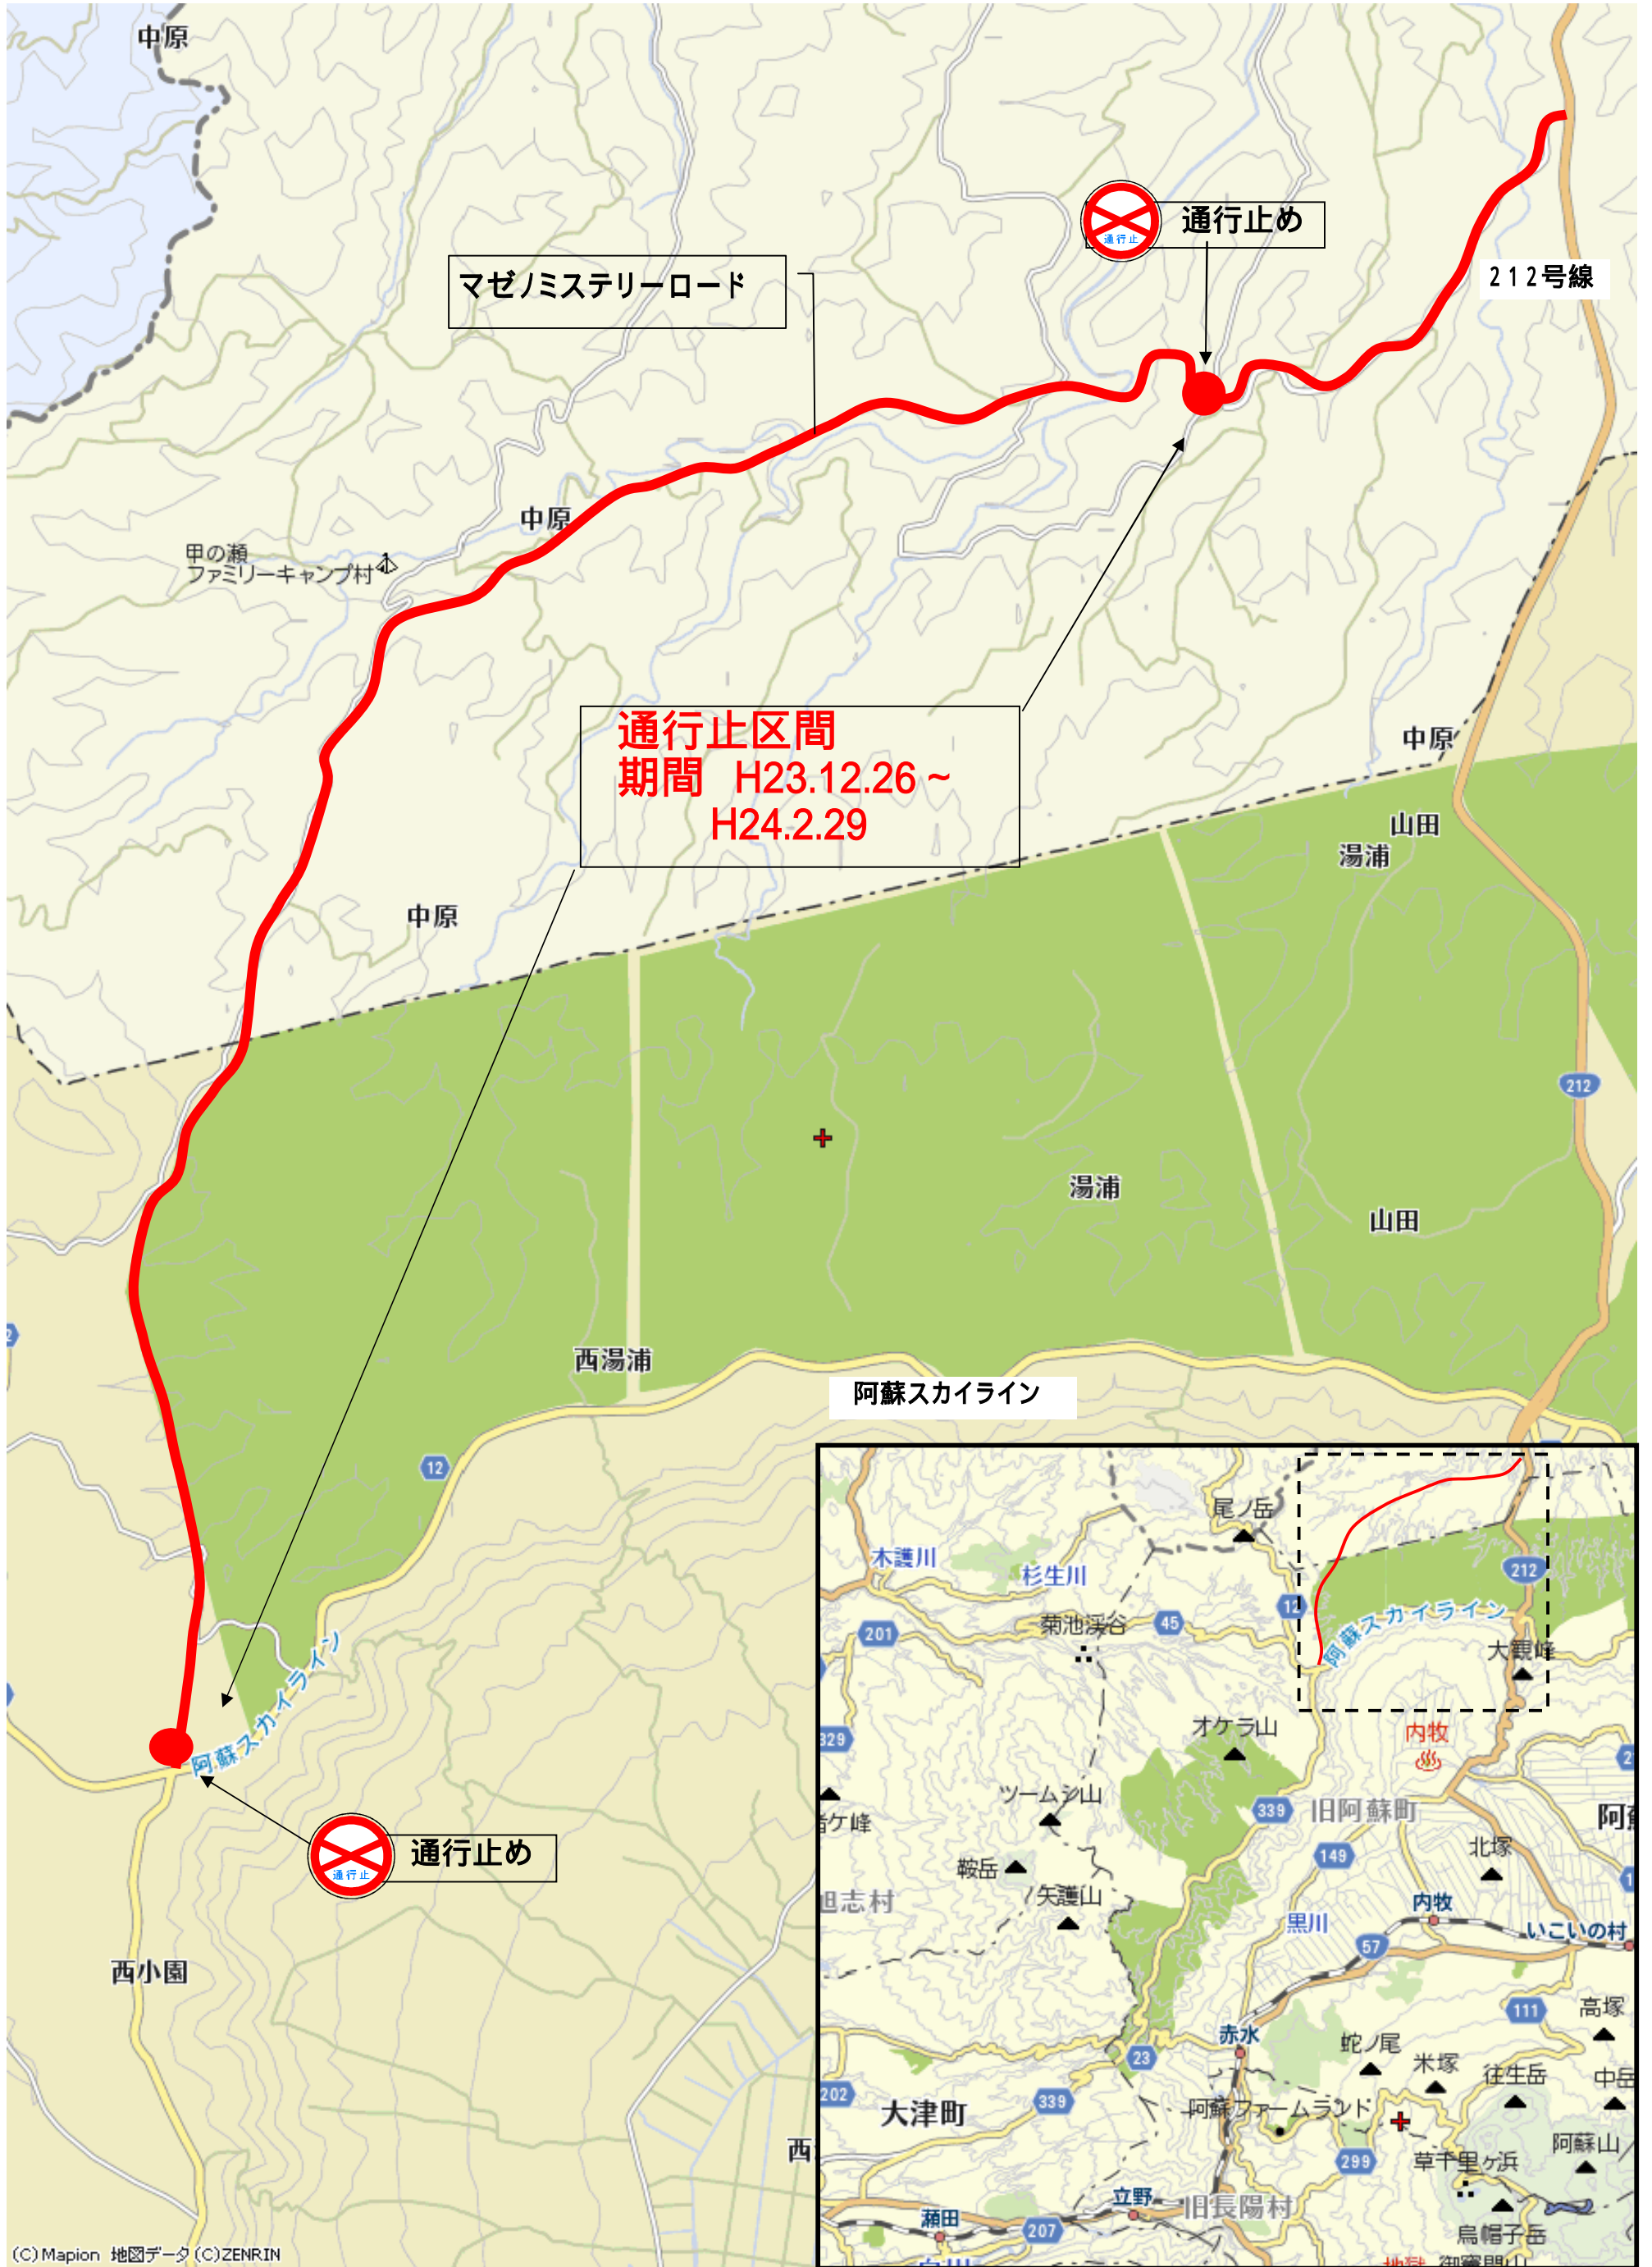 中原
通行止
通行止め
マゼノミステリーロード
212号線
中原
甲の瀬
ファミリーキャンプ村
通行止区間
期間 H23.12.26~
H24.2.29
中原
山田
湯浦
中原
212
湯浦
山田
西湯浦
阿蘇スカイライン
12
阿蘇スカイライン
通行止
通行止め
西小園
尾ノ岳
木護川
杉生川
212
12
201
菊池渓谷
45
阿蘇スカイライン
大観峰
オケラ山
329
内牧
ツームシ山
339
旧阿蘇町
ケ峰
149
北塚
鞍岳
矢護山
旭志村
内牧
黒川
いこいの村
57
111
高塚
赤水
23
蛇ノ尾
米塚
往生岳
中岳
202
339
大津町
阿蘇ファームランド
299
草千里ヶ浜
阿蘇山
立野
旧長陽村
瀬田
207
烏帽子岳
(C)Mapion 地図データ(C)ZENRIN